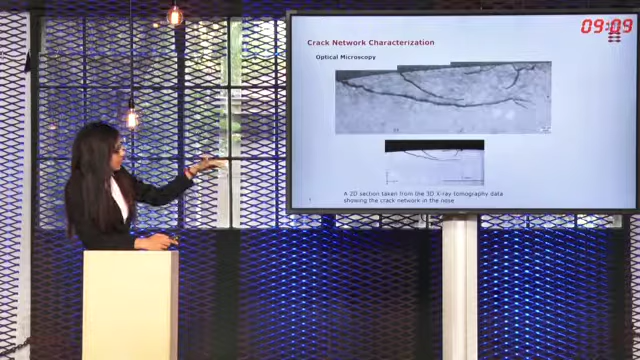 09:09
Crack Network Characterization
Optical Microscopy
A 2D section taken from the 3D X-ray tomography data
showing the crack network in the nose